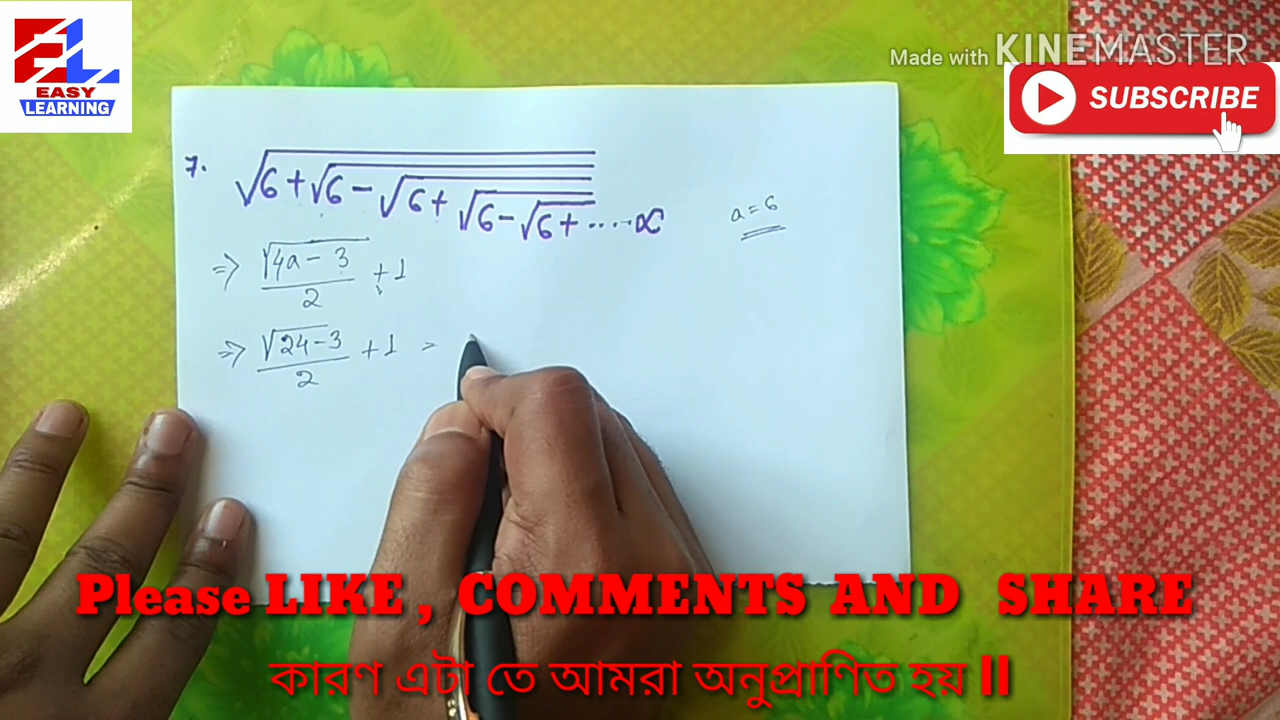 EL
EASY
LEARNING
Made with KINEMASTER
SUBSCRIBE
7. √6+√6-√6+√6-√6+....∝
a=6
=> √4a-3/2 +1
=> √24-3/2 +1 =
Please LIKE , COMMENTS AND SHARE
কারণ এটা তে আমরা অনুপ্রাণিত হয় ॥